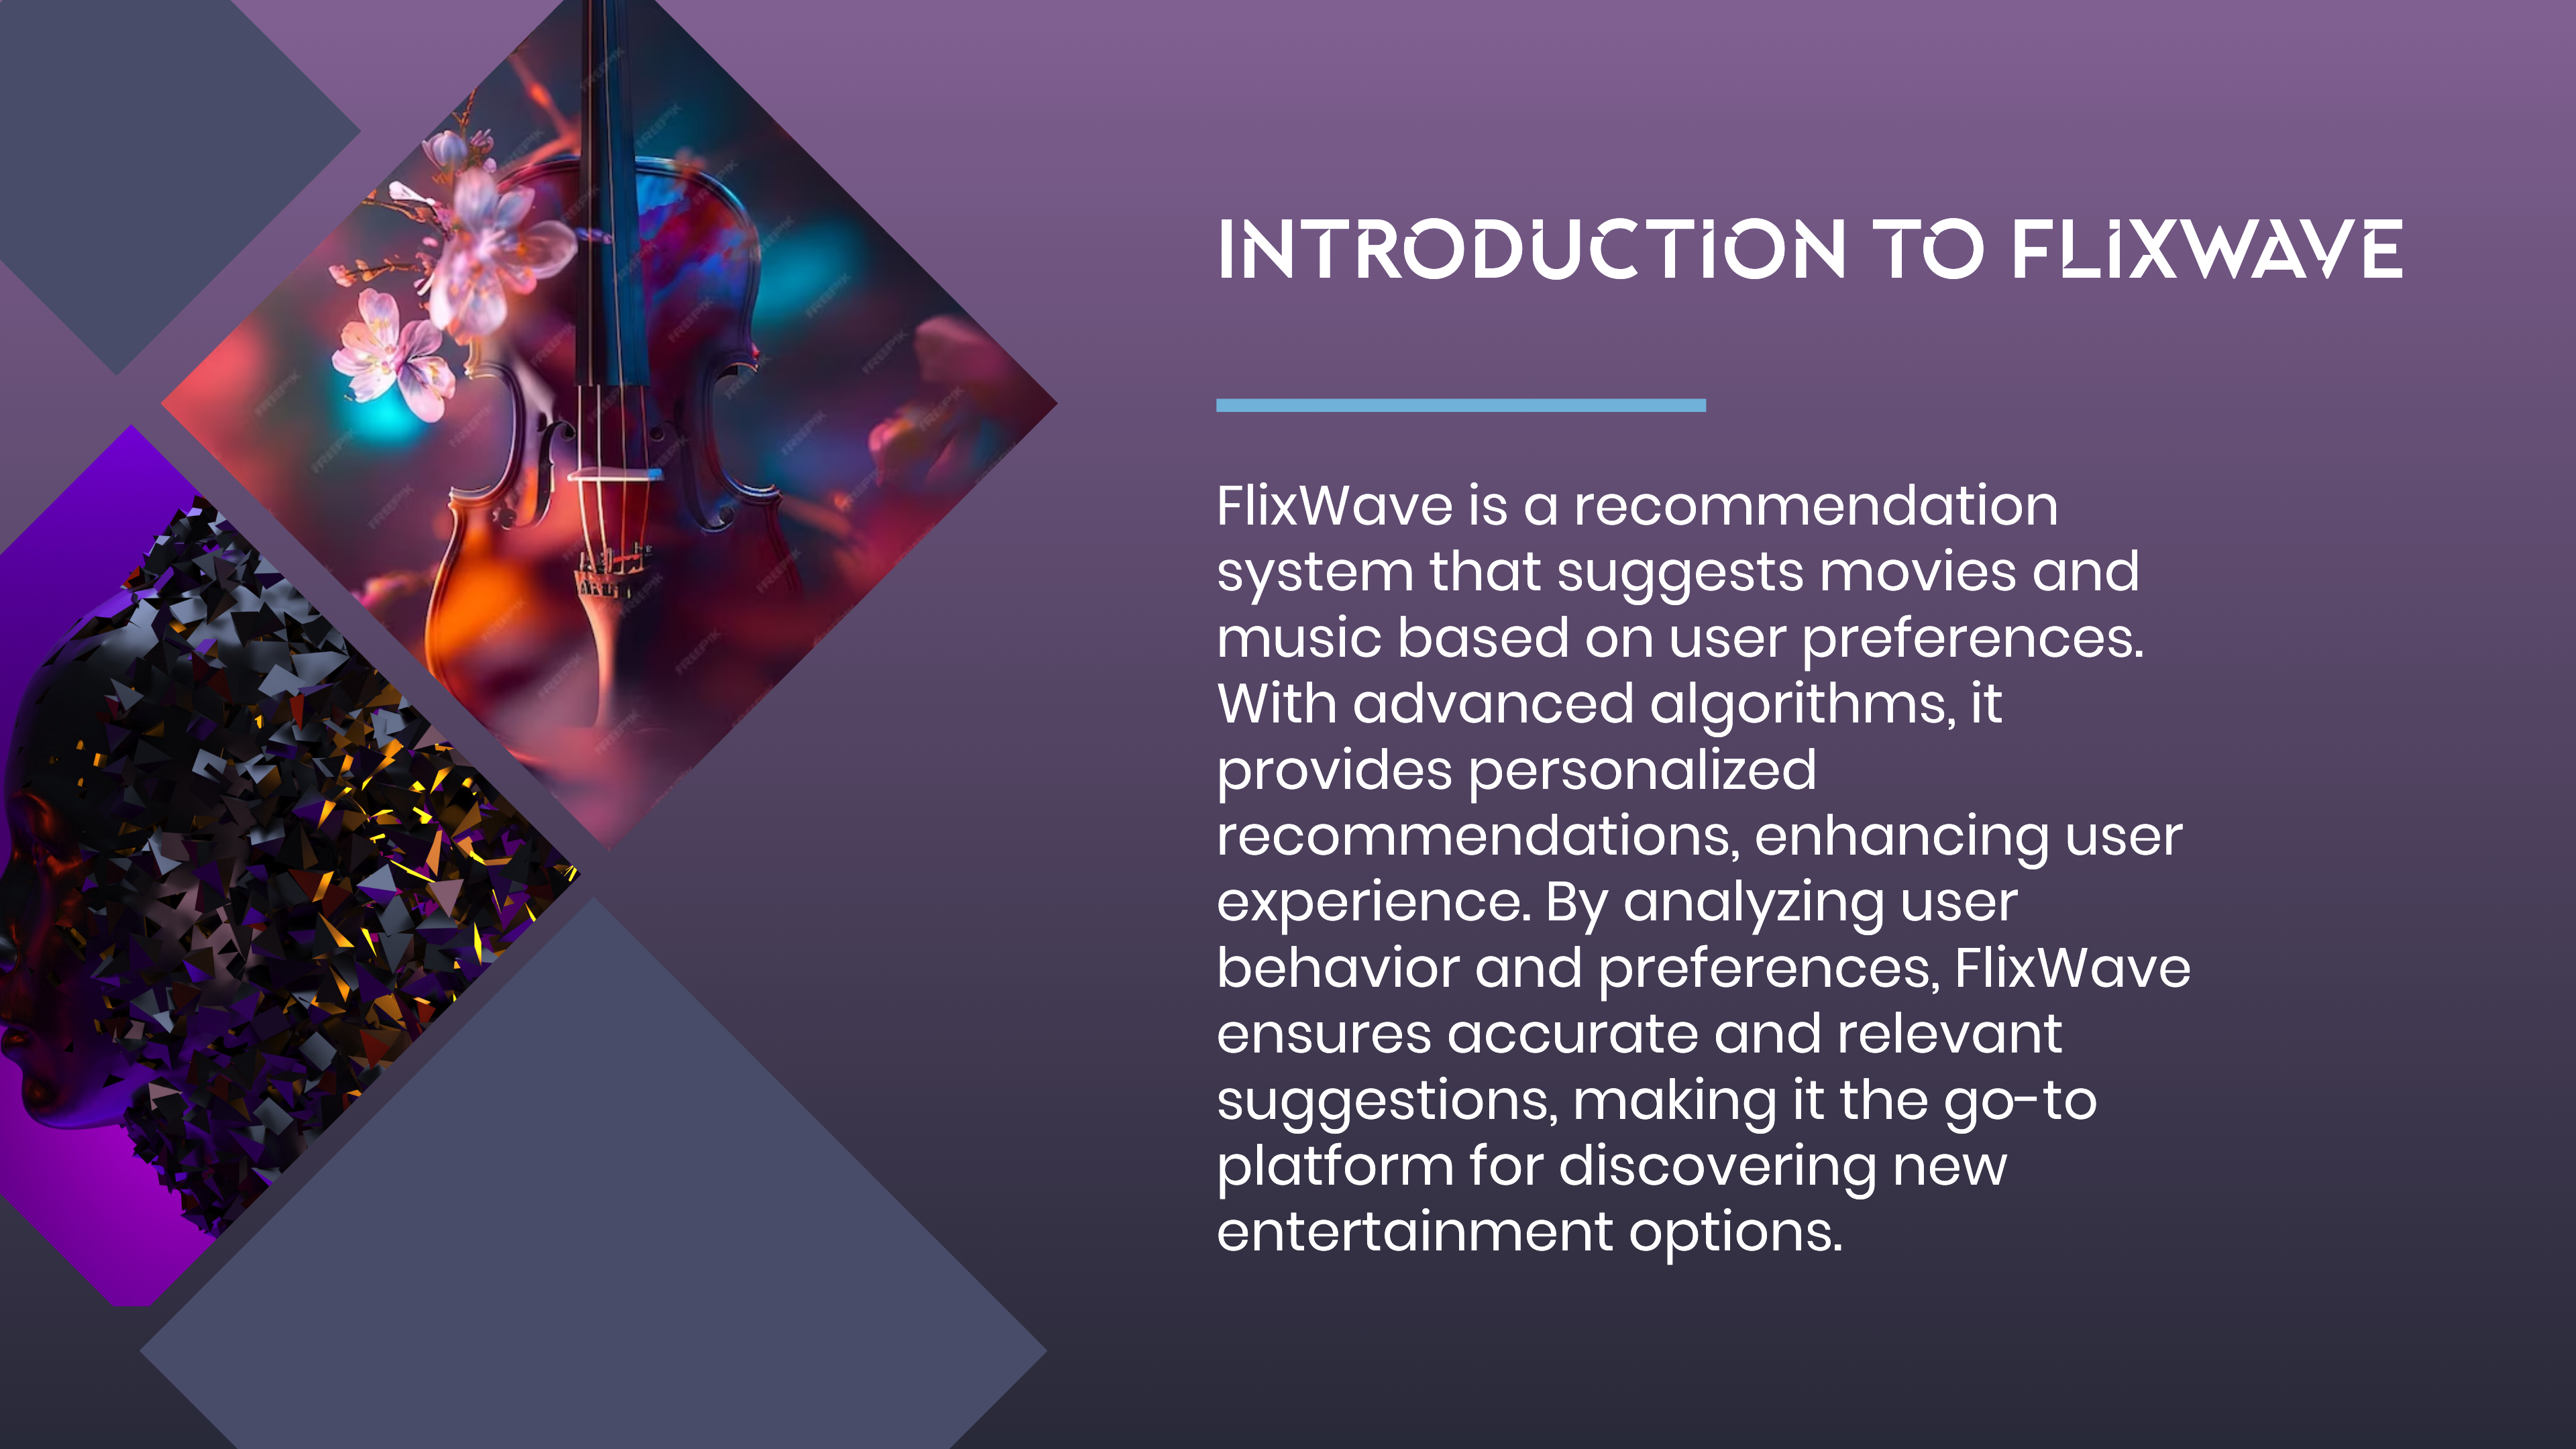 INTRODUCTION TO FLIXWAVE
FlixWave is a recommendation
system that suggests movies and
music based on user preferences.
With advanced algorithms, it
provides personalized
recommendations, enhancing user
experience. By analyzing user
behavior and preferences, FlixWave
ensures accurate and relevant
suggestions, making it the go-to
platform for discovering new
entertainment options.